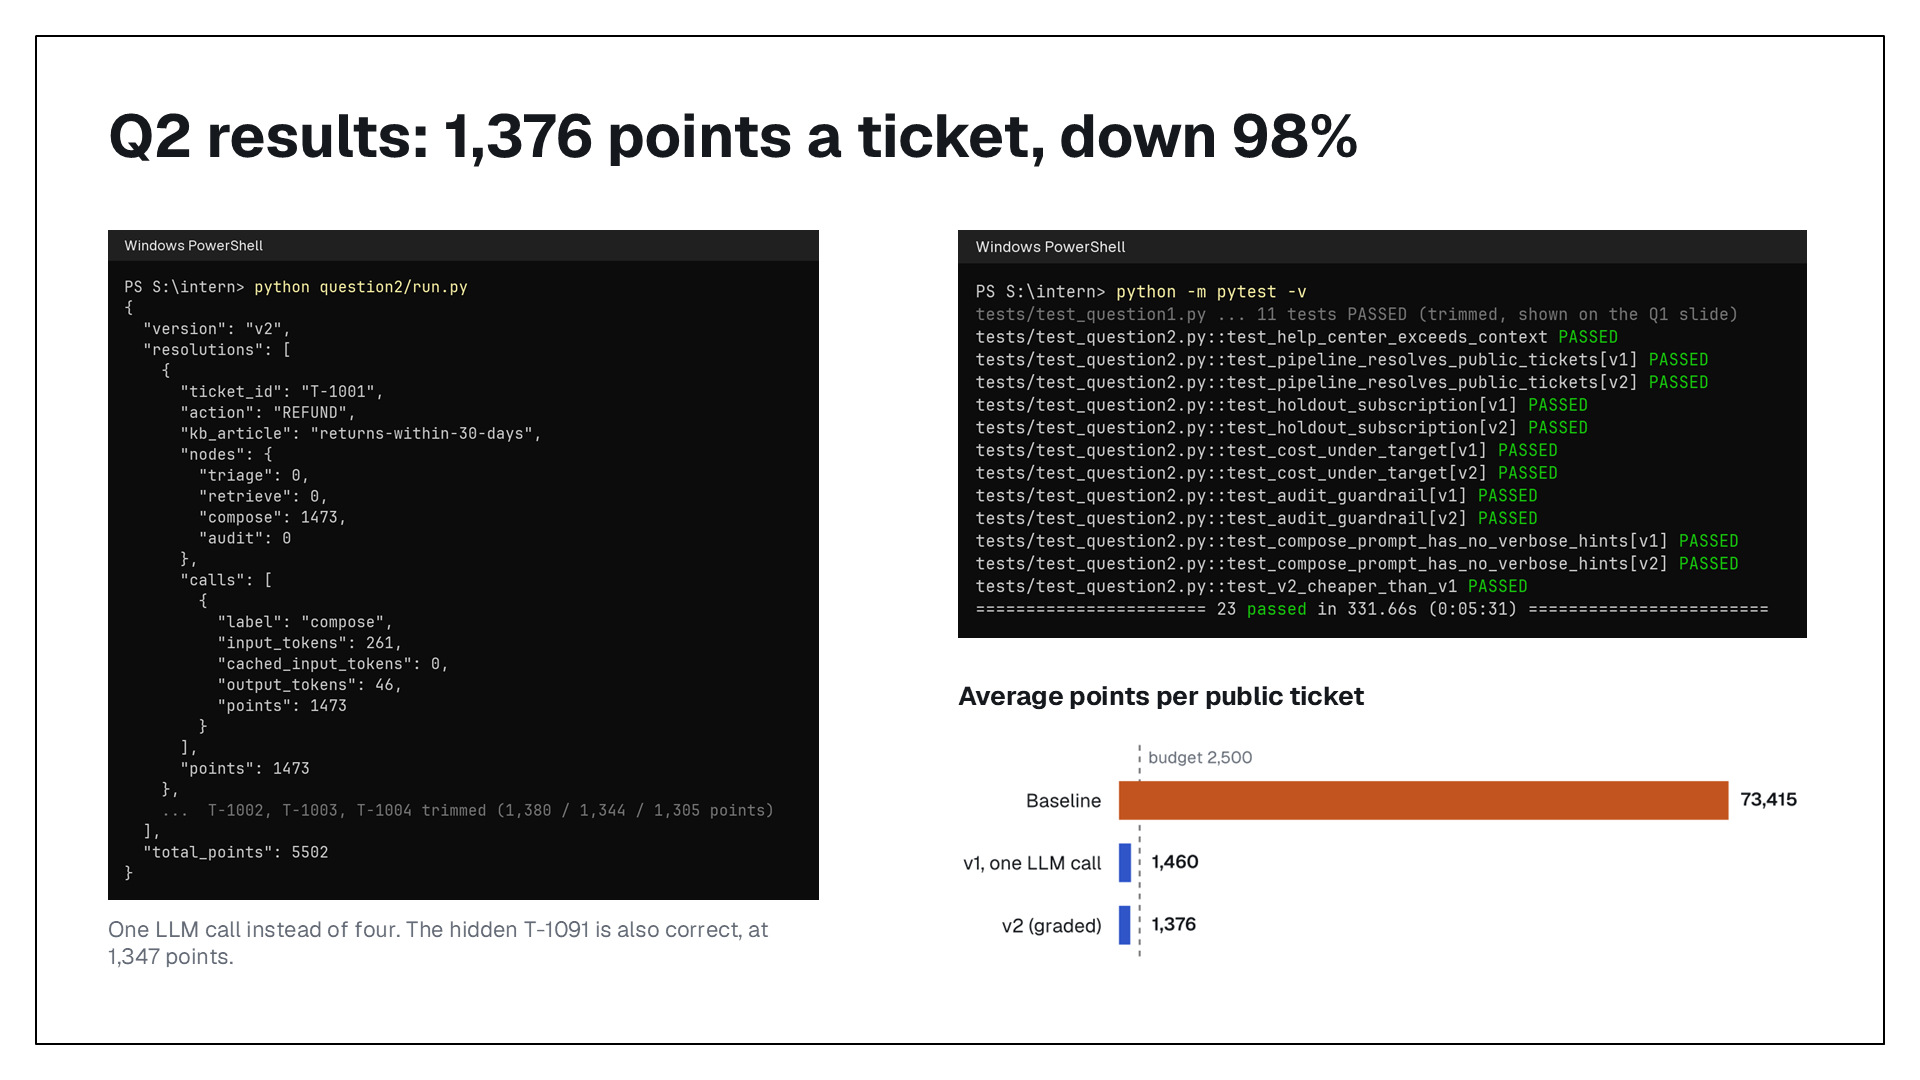 Q2 results: 1,376 points a ticket, down 98%
Windows PowerShell
PS S:\intern> python question2/run.py
{
  "version": "v2",
  "resolutions": [
    {
      "ticket_id": "T-1001",
      "action": "REFUND",
      "kb_article": "returns-within-30-days",
      "nodes": {
        "triage": 0,
        "retrieve": 0,
        "compose": 1473,
        "audit": 0
      },
      "calls": [
        {
          "label": "compose",
          "input_tokens": 261,
          "cached_input_tokens": 0,
          "output_tokens": 46,
          "points": 1473
        }
      ],
      "points": 1473
    },
    ...  T-1002, T-1003, T-1004 trimmed (1,380 / 1,344 / 1,305 points)
  ],
  "total_points": 5502
}
One LLM call instead of four. The hidden T-1091 is also correct, at
1,347 points.
Windows PowerShell
PS S:\intern> python -m pytest -v
tests/test_question1.py ... 11 tests PASSED (trimmed, shown on the Q1 slide)
tests/test_question2.py::test_help_center_exceeds_context PASSED
tests/test_question2.py::test_pipeline_resolves_public_tickets[v1] PASSED
tests/test_question2.py::test_pipeline_resolves_public_tickets[v2] PASSED
tests/test_question2.py::test_holdout_subscription[v1] PASSED
tests/test_question2.py::test_holdout_subscription[v2] PASSED
tests/test_question2.py::test_cost_under_target[v1] PASSED
tests/test_question2.py::test_cost_under_target[v2] PASSED
tests/test_question2.py::test_audit_guardrail[v1] PASSED
tests/test_question2.py::test_audit_guardrail[v2] PASSED
tests/test_question2.py::test_compose_prompt_has_no_verbose_hints[v1] PASSED
tests/test_question2.py::test_compose_prompt_has_no_verbose_hints[v2] PASSED
tests/test_question2.py::test_v2_cheaper_than_v1 PASSED
======================= 23 passed in 331.66s (0:05:31) ========================
Average points per public ticket
budget 2,500
Baseline 73,415
v1, one LLM call 1,460
v2 (graded) 1,376